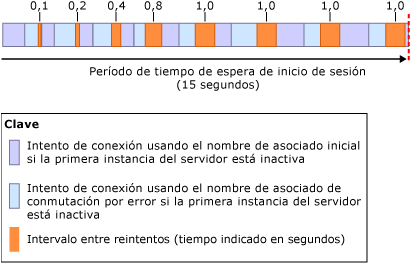 0,1 0,2 0,4 0,8 1,0 1,0 1,0 1,0
Período de tiempo de espera de inicio de sesión
(15 segundos)
Clave
Intento de conexión usando el nombre de asociado inicial
si la primera instancia del servidor está inactiva
Intento de conexión usando el nombre de asociado de
conmutación por error si la primera instancia del servidor
está inactiva
Intervalo entre reintentos (tiempo indicado en segundos)